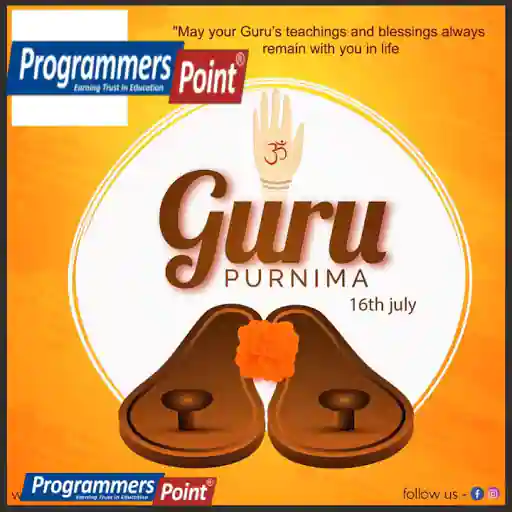 "May your Guru's teachings and blessings always
remain with you in life
Programmers Point®
Earning Trust in Education
ॐ
Guru
PURNIMA
16th july
Programmers Point®
Earning Trust in Education
follow us -